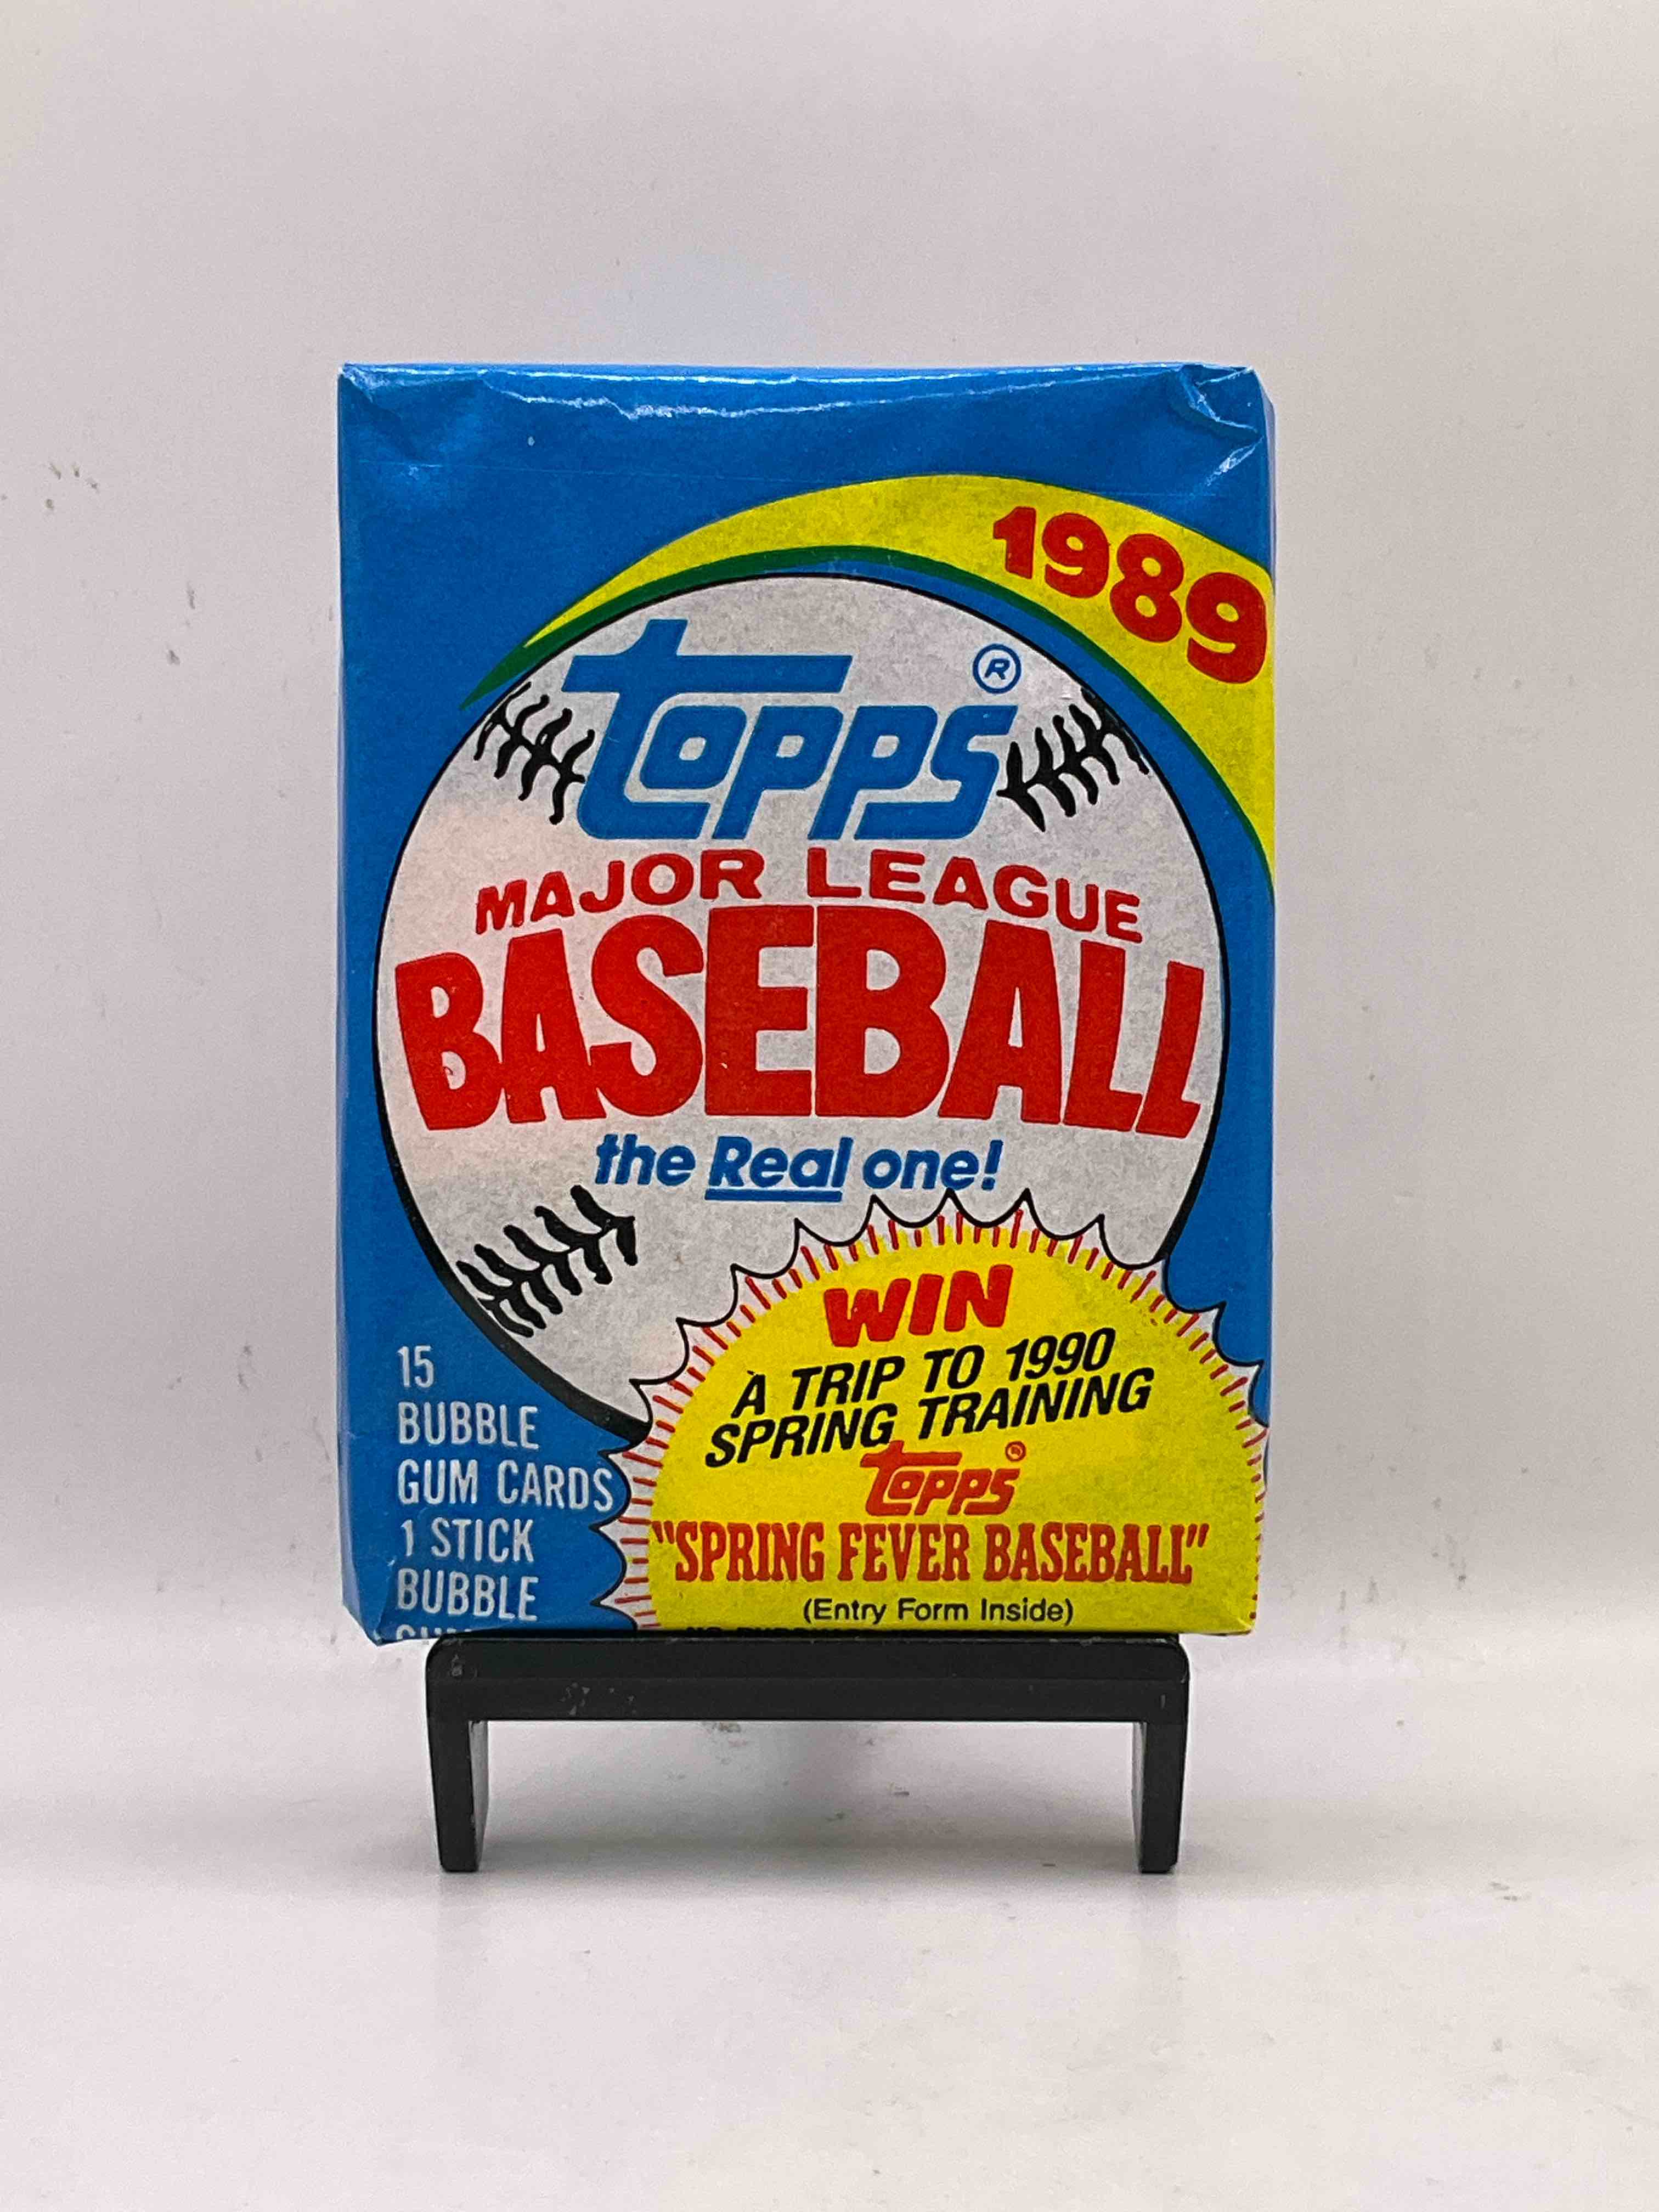 1989
Topps®
MAJOR LEAGUE
BASEBALL
the Real one!
WIN
A TRIP TO 1990
SPRING TRAINING
Topps®
"SPRING FEVER BASEBALL"
(Entry Form Inside)
15
BUBBLE
GUM CARDS
1 STICK
BUBBLE